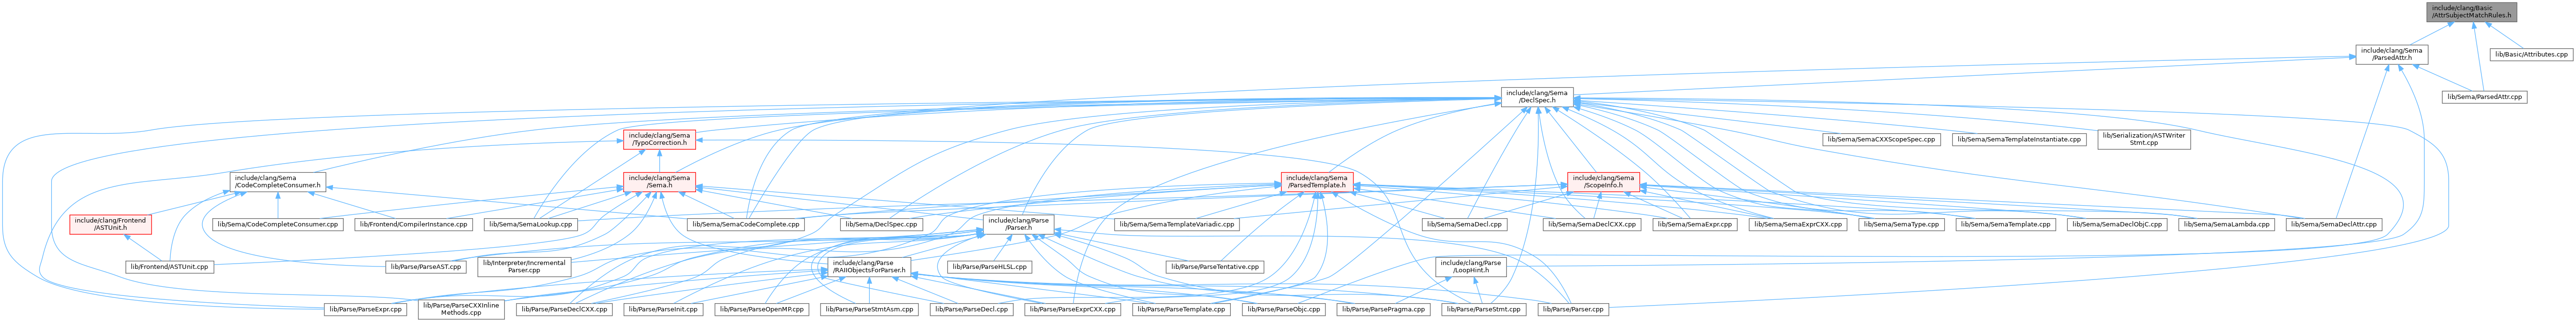 include/clang/Basic
/AttrSubjectMatchRules.h
include/clang/Sema
/ParsedAttr.h
lib/Basic/Attributes.cpp
include/clang/Sema
/DeclSpec.h
lib/Sema/ParsedAttr.cpp
include/clang/Sema
/TypoCorrection.h
lib/Sema/SemaCXXScopeSpec.cpp
lib/Sema/SemaTemplateInstantiate.cpp
lib/Serialization/ASTWriter
Stmt.cpp
include/clang/Sema
/CodeCompleteConsumer.h
include/clang/Sema
/Sema.h
include/clang/Sema
/ParsedTemplate.h
include/clang/Sema
/ScopeInfo.h
include/clang/Frontend
/ASTUnit.h
lib/Sema/CodeCompleteConsumer.cpp
lib/Frontend/CompilerInstance.cpp
lib/Sema/SemaLookup.cpp
lib/Sema/SemaCodeComplete.cpp
lib/Sema/DeclSpec.cpp
include/clang/Parse
/Parser.h
lib/Sema/SemaTemplateVariadic.cpp
lib/Sema/SemaDecl.cpp
lib/Sema/SemaDeclCXX.cpp
lib/Sema/SemaExpr.cpp
lib/Sema/SemaExprCXX.cpp
lib/Sema/SemaType.cpp
lib/Sema/SemaTemplate.cpp
lib/Sema/SemaDeclObjC.cpp
lib/Sema/SemaLambda.cpp
lib/Sema/SemaDeclAttr.cpp
lib/Frontend/ASTUnit.cpp
lib/Parse/ParseAST.cpp
lib/Interpreter/Incremental
Parser.cpp
include/clang/Parse
/RAIIObjectsForParser.h
lib/Parse/ParseHLSL.cpp
lib/Parse/ParseTentative.cpp
include/clang/Parse
/LoopHint.h
lib/Parse/ParseExpr.cpp
lib/Parse/ParseCXXInline
Methods.cpp
lib/Parse/ParseDeclCXX.cpp
lib/Parse/ParseInit.cpp
lib/Parse/ParseOpenMP.cpp
lib/Parse/ParseStmtAsm.cpp
lib/Parse/ParseDecl.cpp
lib/Parse/ParseExprCXX.cpp
lib/Parse/ParseTemplate.cpp
lib/Parse/ParseObjc.cpp
lib/Parse/ParsePragma.cpp
lib/Parse/ParseStmt.cpp
lib/Parse/Parser.cpp